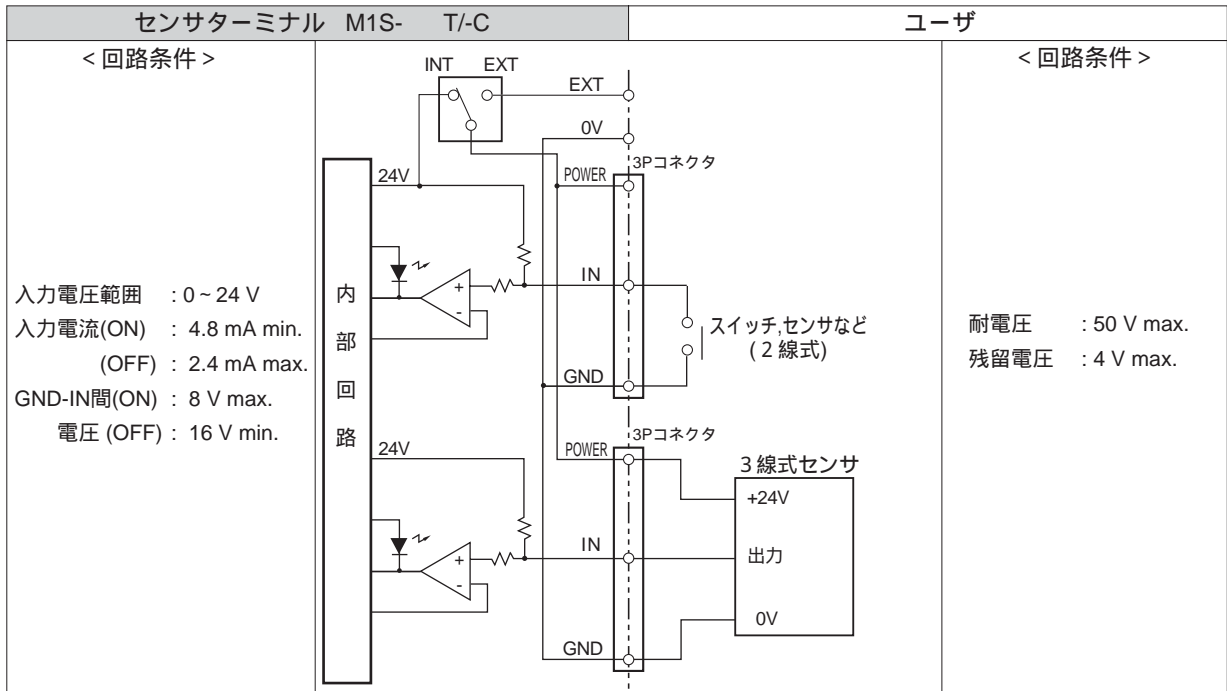 センサターミナル M1S- T/-C
ユーザ
<回路条件>
入力電圧範囲 : 0~24 V
入力電流(ON) : 4.8 mA min.
(OFF) : 2.4 mA max.
GND-IN間(ON) : 8 V max.
電圧 (OFF) : 16 V min.
INT EXT
EXT
0V
3Pコネクタ
24V
POWER
IN
スイッチ,センサなど
(2線式)
GND
内部回路
3Pコネクタ
24V
POWER
3線式センサ
+24V
IN
出力
0V
GND
<回路条件>
耐電圧 : 50 V max.
残留電圧 : 4 V max.